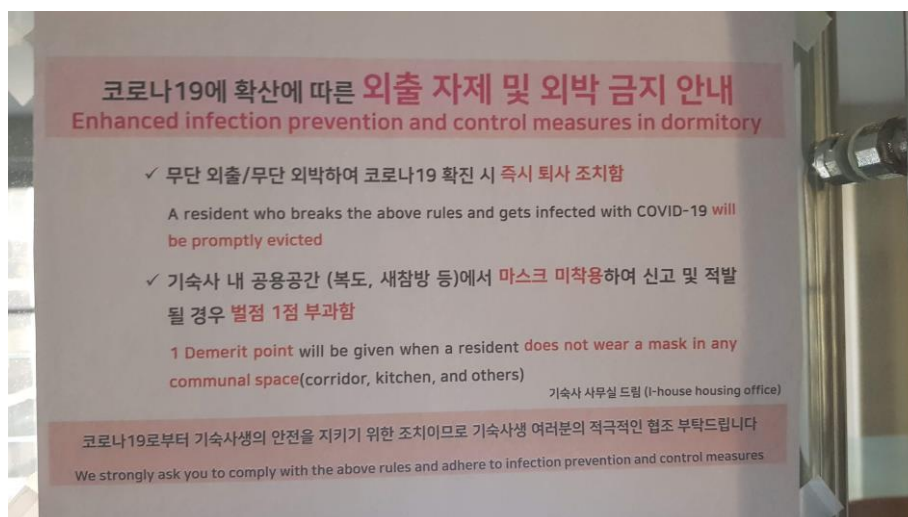 코로나19에 확산에 따른 외출 자제 및 외박 금지 안내
Enhanced infection prevention and control measures in dormitory
✓ 무단 외출/무단 외박하여 코로나19 확진 시 즉시 퇴사 조치함
A resident who breaks the above rules and gets infected with COVID-19 will
be promptly evicted
✓ 기숙사 내 공용공간 (복도, 새참방 등)에서 마스크 미착용하여 신고 및 적발
될 경우 벌점 1점 부과함
1 Demerit point will be given when a resident does not wear a mask in any
communal space(corridor, kitchen, and others)
기숙사 사무실 드림 (I-house housing office)
코로나19로부터 기숙사생의 안전을 지키기 위한 조치이므로 기숙사생 여러분의 적극적인 협조 부탁드립니다
We strongly ask you to comply with the above rules and adhere to infection prevention and control measures